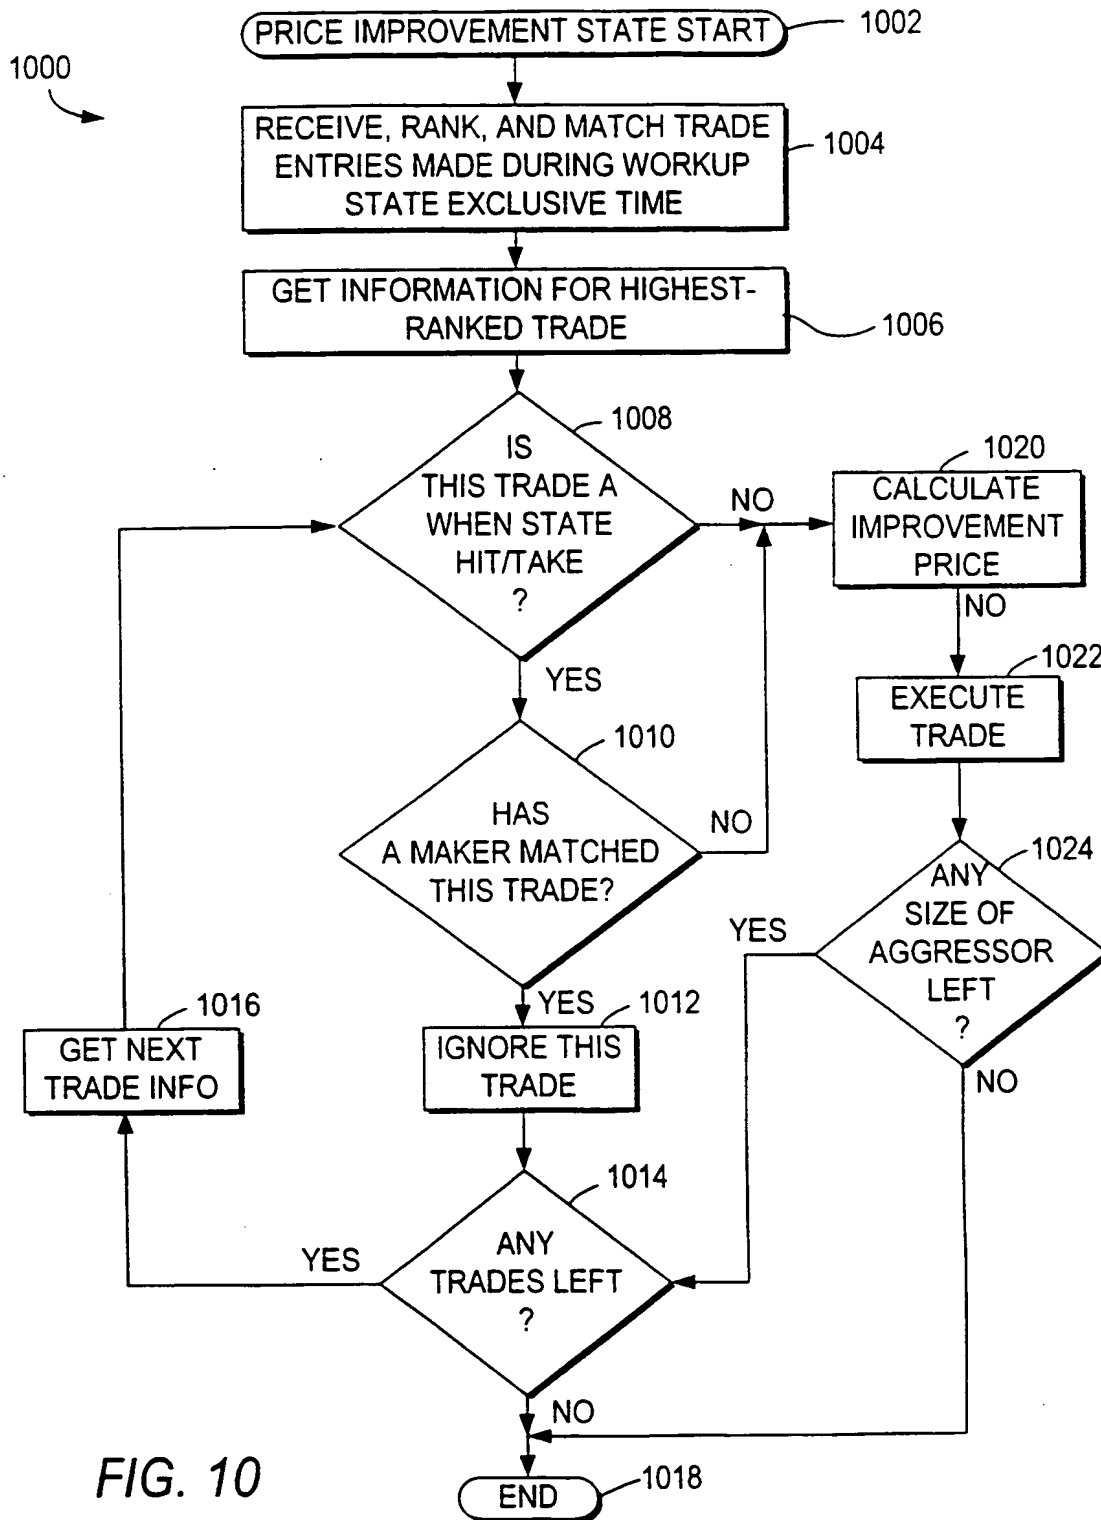 PRICE IMPROVEMENT STATE START
1002
1000
RECEIVE, RANK, AND MATCH TRADE
ENTRIES MADE DURING WORKUP
STATE EXCLUSIVE TIME
1004
GET INFORMATION FOR HIGHEST-
RANKED TRADE
1006
1008
IS
THIS TRADE A
WHEN STATE
HIT/TAKE
?
NO
YES
1020
CALCULATE
IMPROVEMENT
PRICE
NO
1022
EXECUTE
TRADE
1010
HAS
A MAKER MATCHED
THIS TRADE?
NO
YES
1024
ANY
SIZE OF
AGGRESSOR
LEFT
?
YES
NO
1016
GET NEXT
TRADE INFO
1012
IGNORE THIS
TRADE
1014
ANY
TRADES LEFT
?
YES
NO
FIG. 10
END
1018